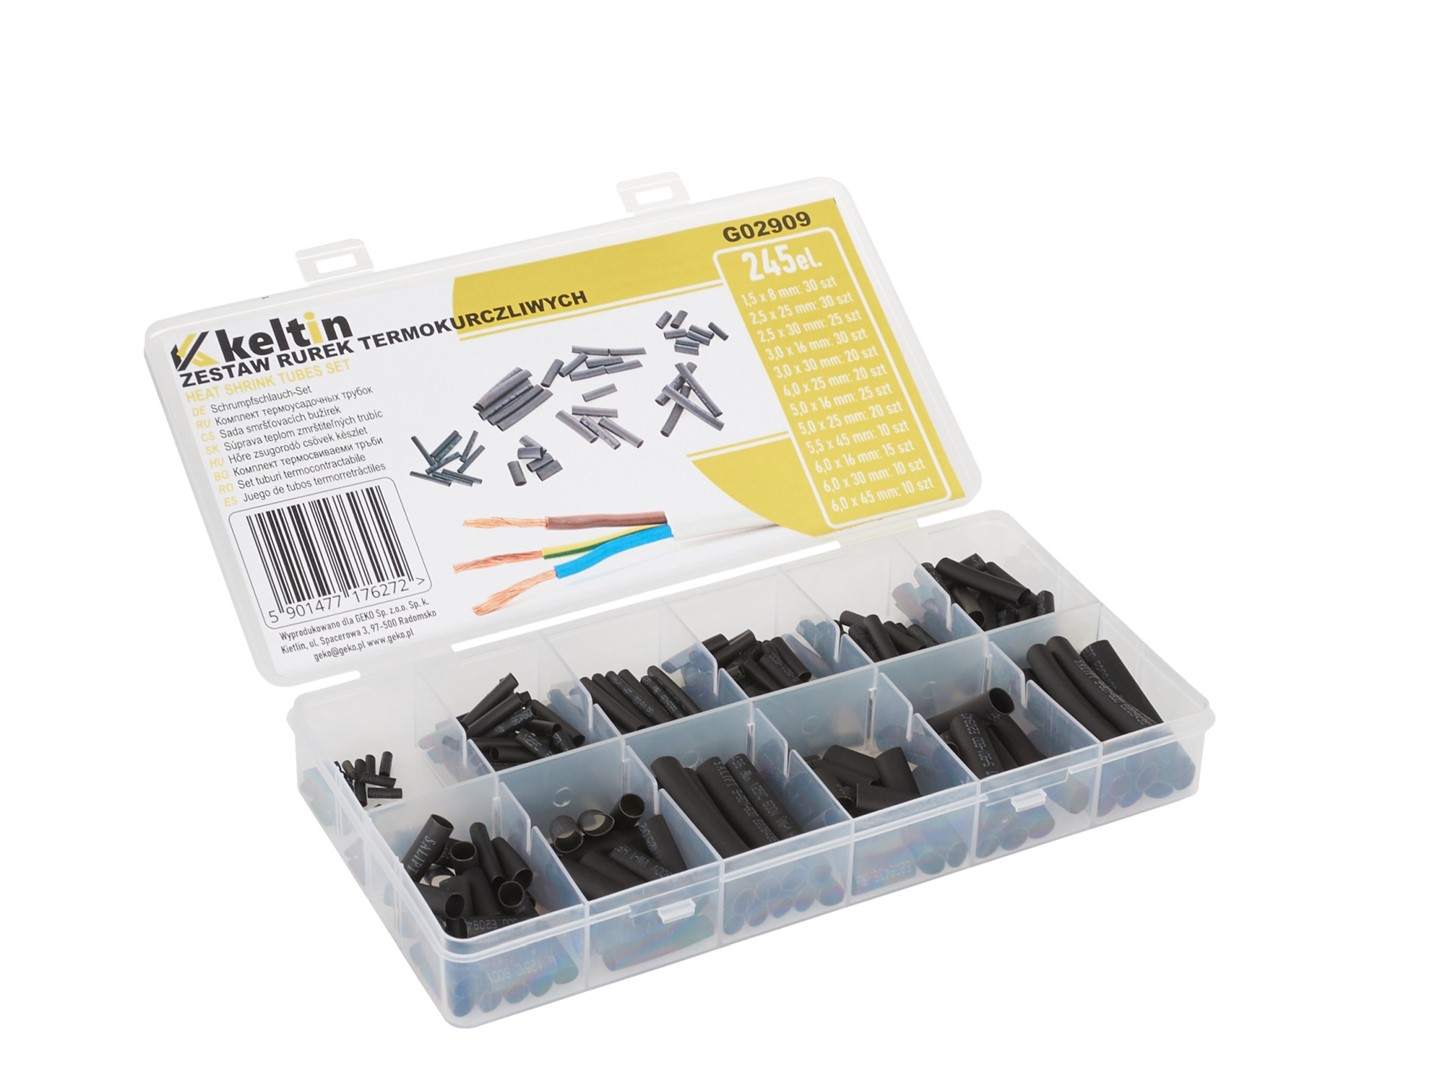 G02909
245el.
1,5 x 8 mm: 30 szt
2,5 x 25 mm: 30 szt
2,5 x 30 mm: 25 szt
3,0 x 16 mm: 30 szt
3,0 x 30 mm: 20 szt
4,0 x 25 mm: 20 szt
5,0 x 16 mm: 25 szt
5,0 x 25 mm: 20 szt
5,5 x 45 mm: 10 szt
6,0 x 16 mm: 15 szt
6,0 x 30 mm: 10 szt
6,0 x 45 mm: 10 szt
keltin
ZESTAW RUREK TERMOKURCZLIWYCH
HEAT SHRINK TUBES SET
DE Schrumpfschlauch-Set
RU Комплект термоусадочных трубок
CS Sada smršťovacích bužírek
SK Súprava teplom zmrštiteľných trubic
HU Hőre zsugorodó csövek készlet
BG Комплект термосвиваеми тръби
RO Set tuburi termocontractabile
ES Juego de tubos termorretráctiles
5 901477 176272 >
Wyprodukowano dla GEKO Sp. z.o.o. Sp. k.
Kietlin, ul. Spacerowa 3, 97-500 Radomsko
geko@geko.pl www.geko.pl